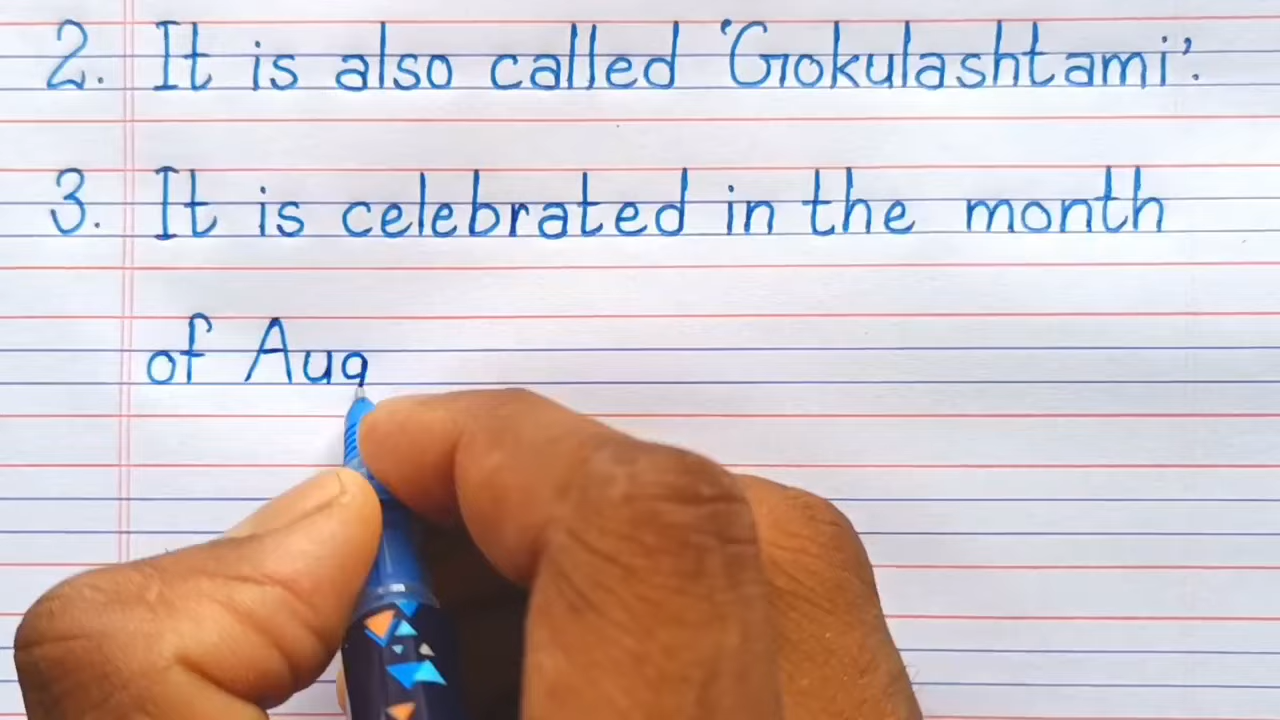 2. It is also called 'Gokulashtami'.
3. It is celebrated in the month
of Aug